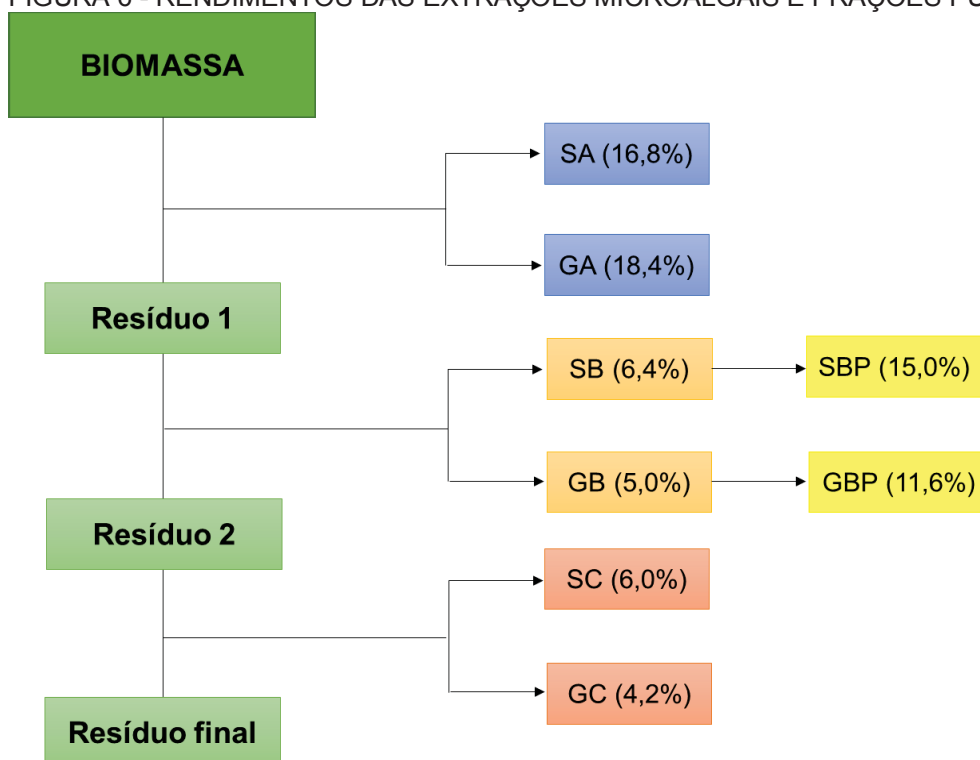 BIOMASSA
SA (16,8%)
GA (18,4%)
Resíduo 1
SB (6,4%)
SBP (15,0%)
GB (5,0%)
GBP (11,6%)
Resíduo 2
SC (6,0%)
GC (4,2%)
Resíduo final